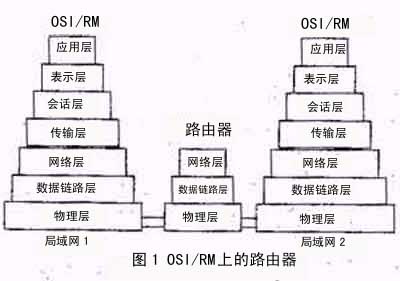 OSI/RM
应用层
表示层
会话层
传输层
网络层
数据链路层
物理层
局域网 1
路由器
网络层
数据链路层
物理层
OSI/RM
应用层
表示层
会话层
传输层
网络层
数据链路层
物理层
局域网 2
图 1 OSI/RM上的路由器